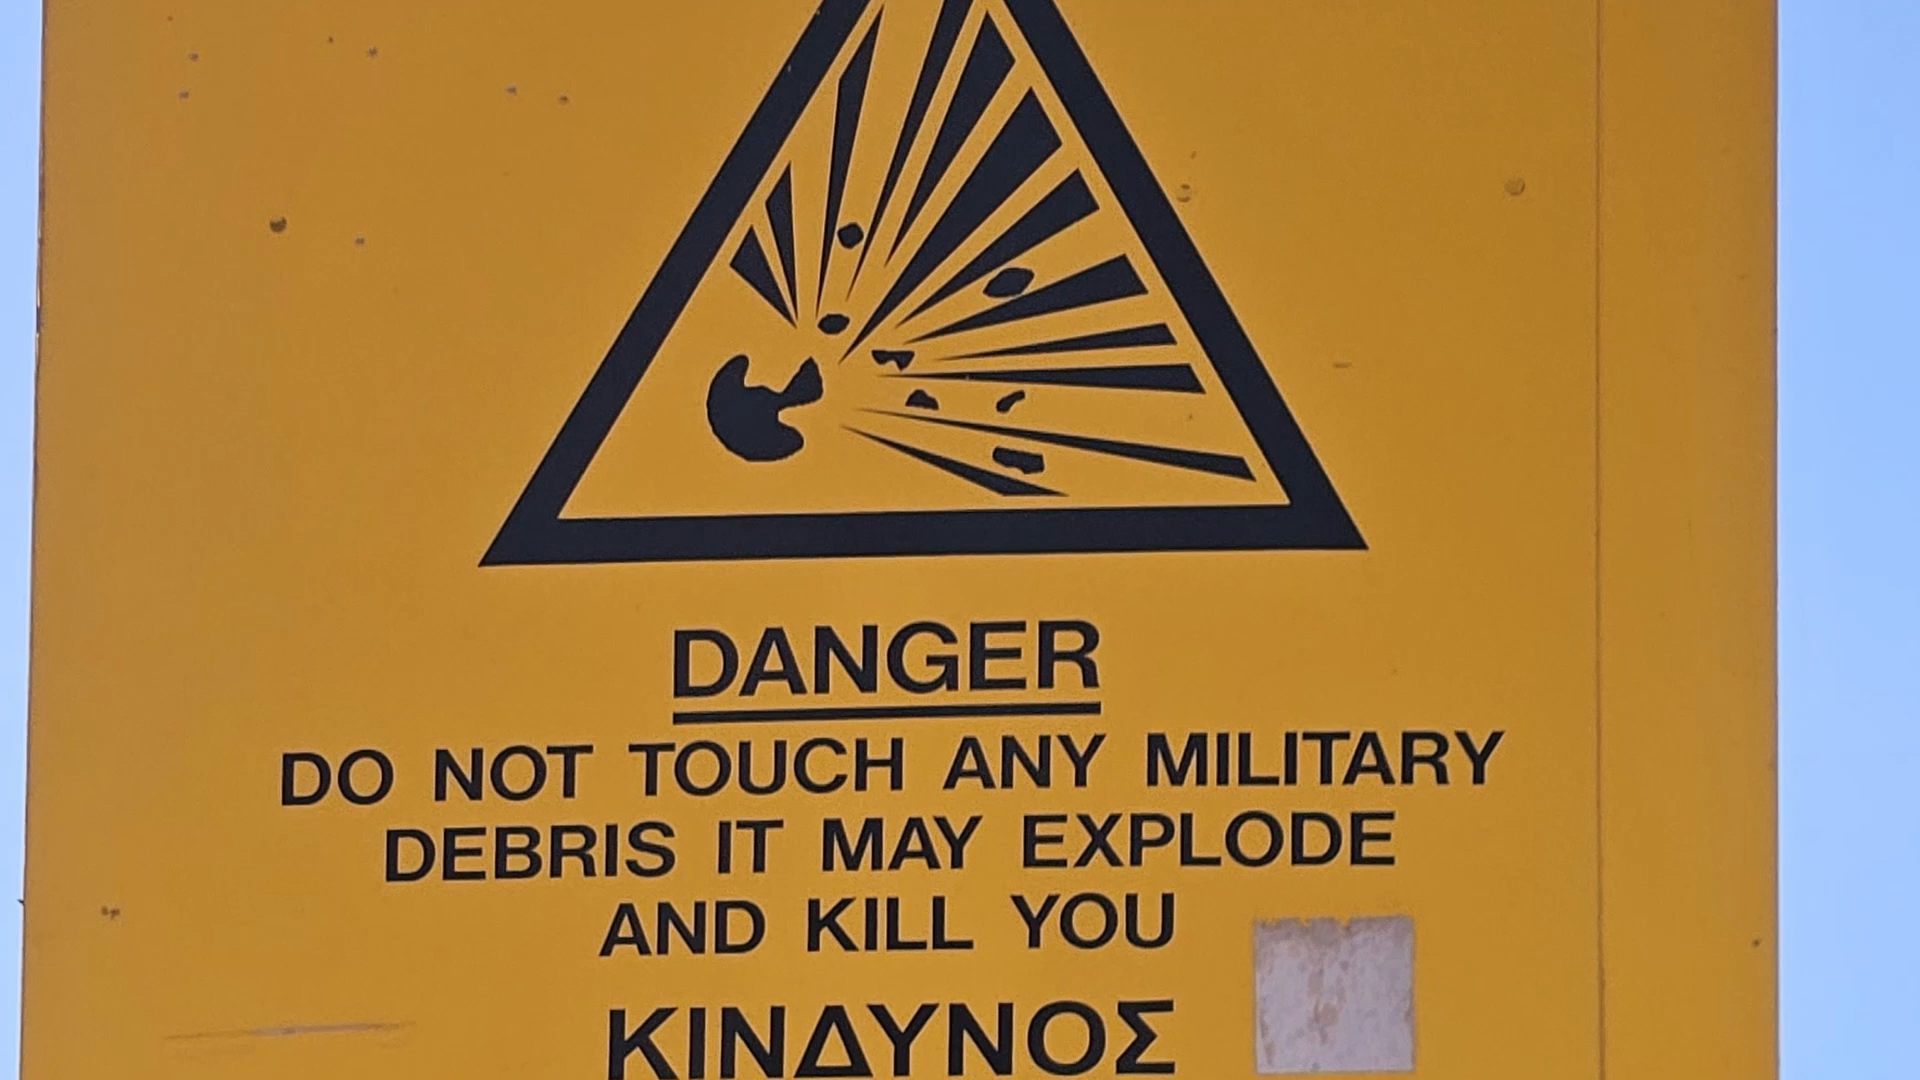 DANGER
DO NOT TOUCH ANY MILITARY
DEBRIS IT MAY EXPLODE
AND KILL YOU
ΚΙΝΔΥΝΟΣ